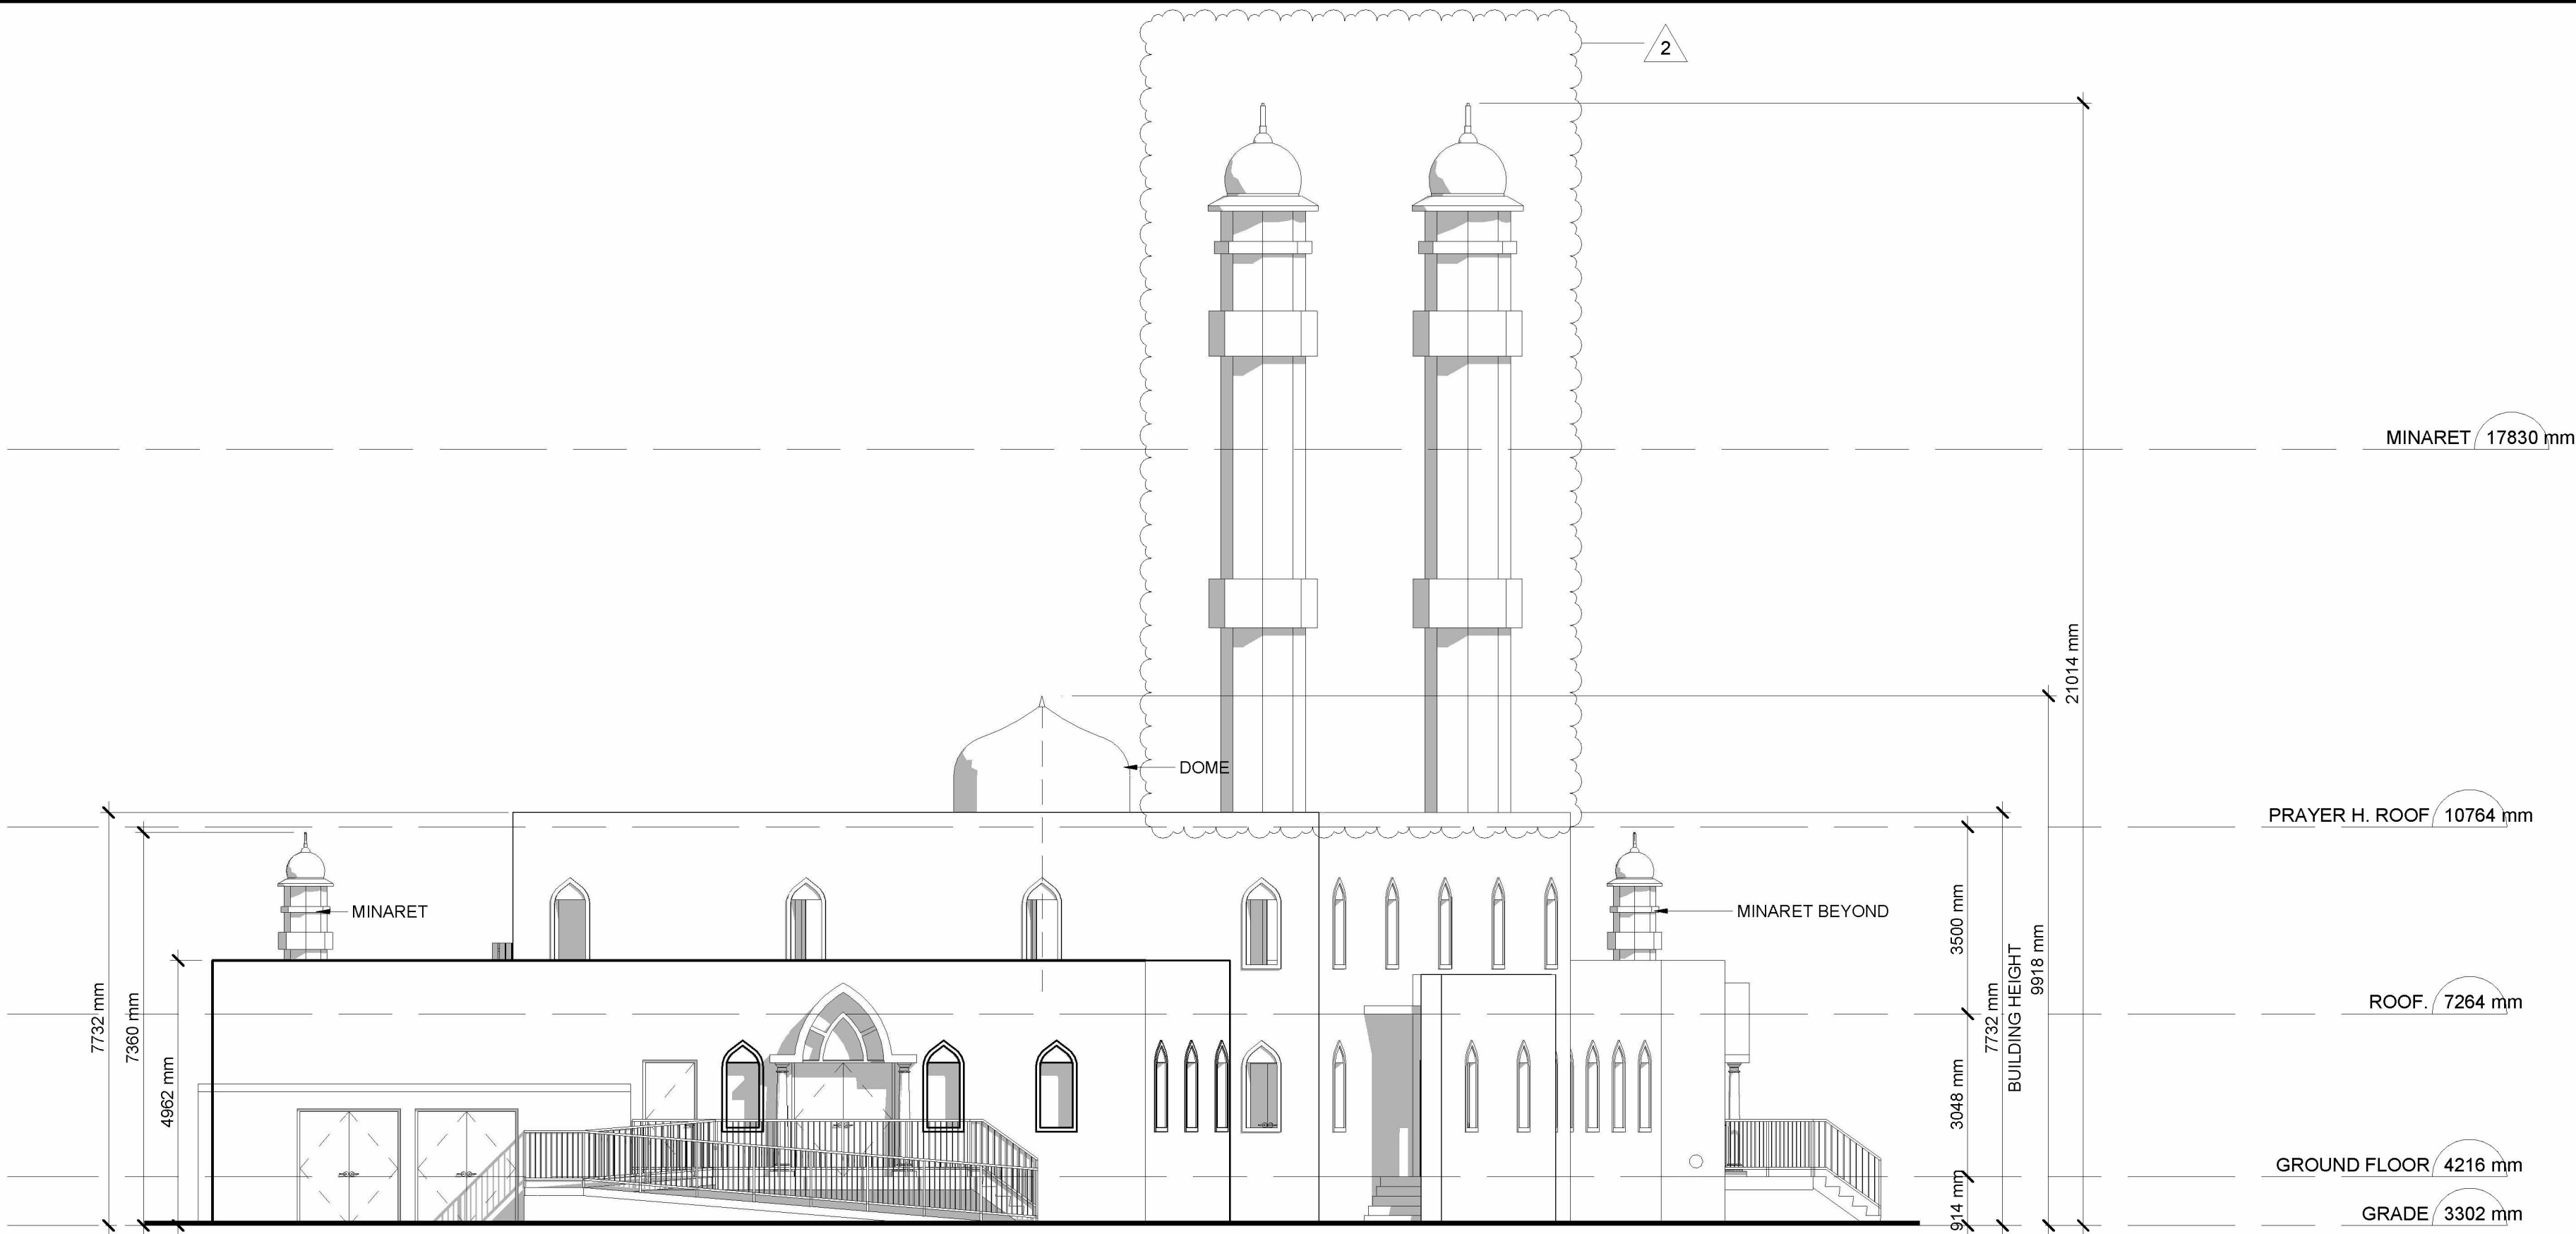 2
MINARET 17830 mm
21014 mm
DOME
PRAYER H. ROOF 10764 mm
MINARET
MINARET BEYOND
3500 mm
9918 mm
BUILDING HEIGHT
7732 mm
7732 mm
7360 mm
4962 mm
ROOF. 7264 mm
3048 mm
GROUND FLOOR 4216 mm
914 mm
GRADE 3302 mm